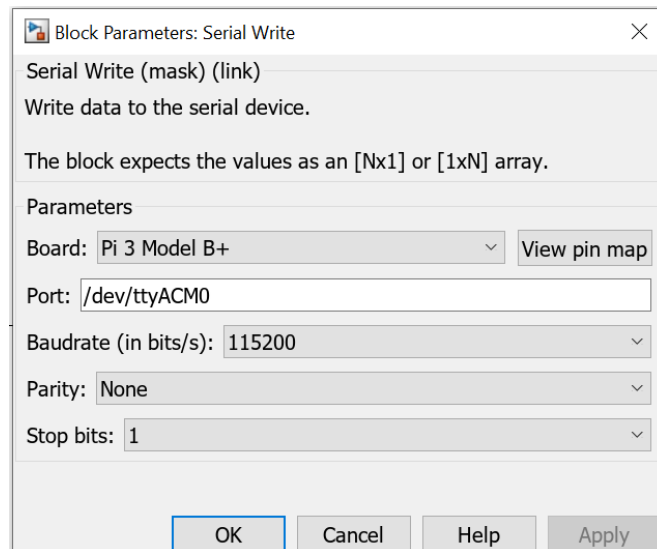 Block Parameters: Serial Write
Serial Write (mask) (link)
Write data to the serial device.
The block expects the values as an [Nx1] or [1xN] array.
Parameters
Board: Pi 3 Model B+ View pin map
Port: /dev/ttyACM0
Baudrate (in bits/s): 115200
Parity: None
Stop bits: 1
OK Cancel Help Apply